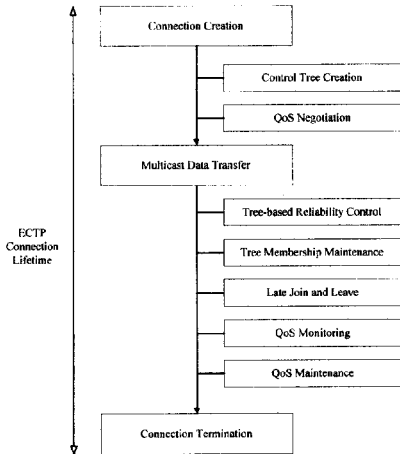 Connection Creation
Control Tree Creation
QoS Negotiation
Multicast Data Transfer
Tree-based Reliability Control
ECTP
Connection
Lifetime
Tree Membership Maintenance
Late Join and Leave
QoS Monitoring
QoS Maintenance
Connection Termination